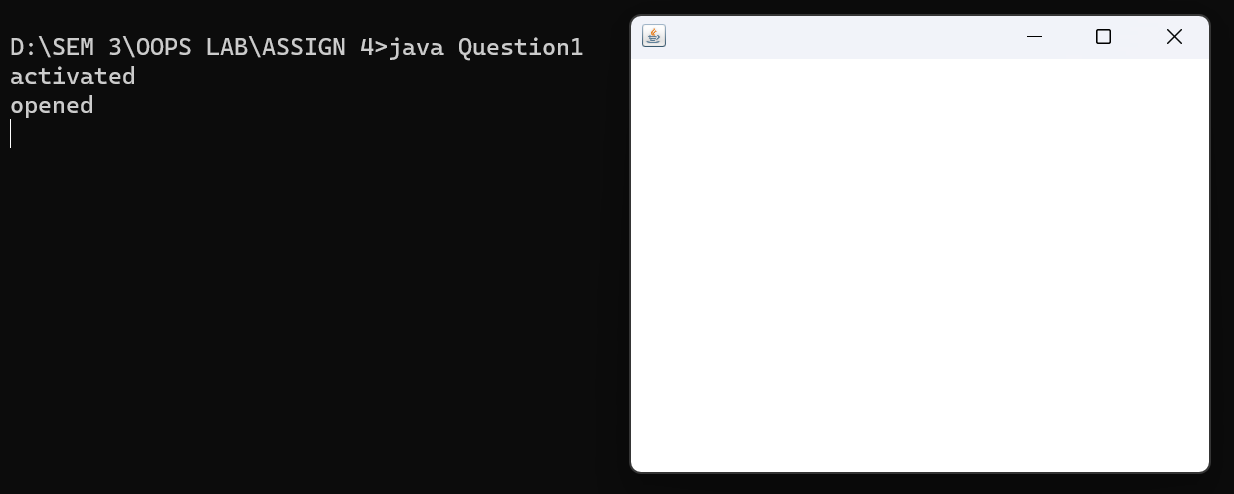 D:\SEM 3\OOPS LAB\ASSIGN 4>java Question1
activated
opened